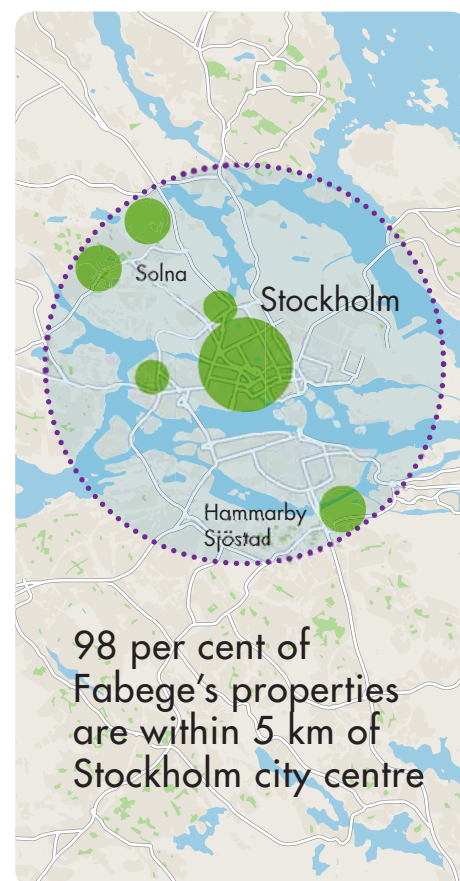 Solna
Stockholm
Hammarby
Sjöstad
98 per cent of
Fabege’s properties
are within 5 km of
Stockholm city centre